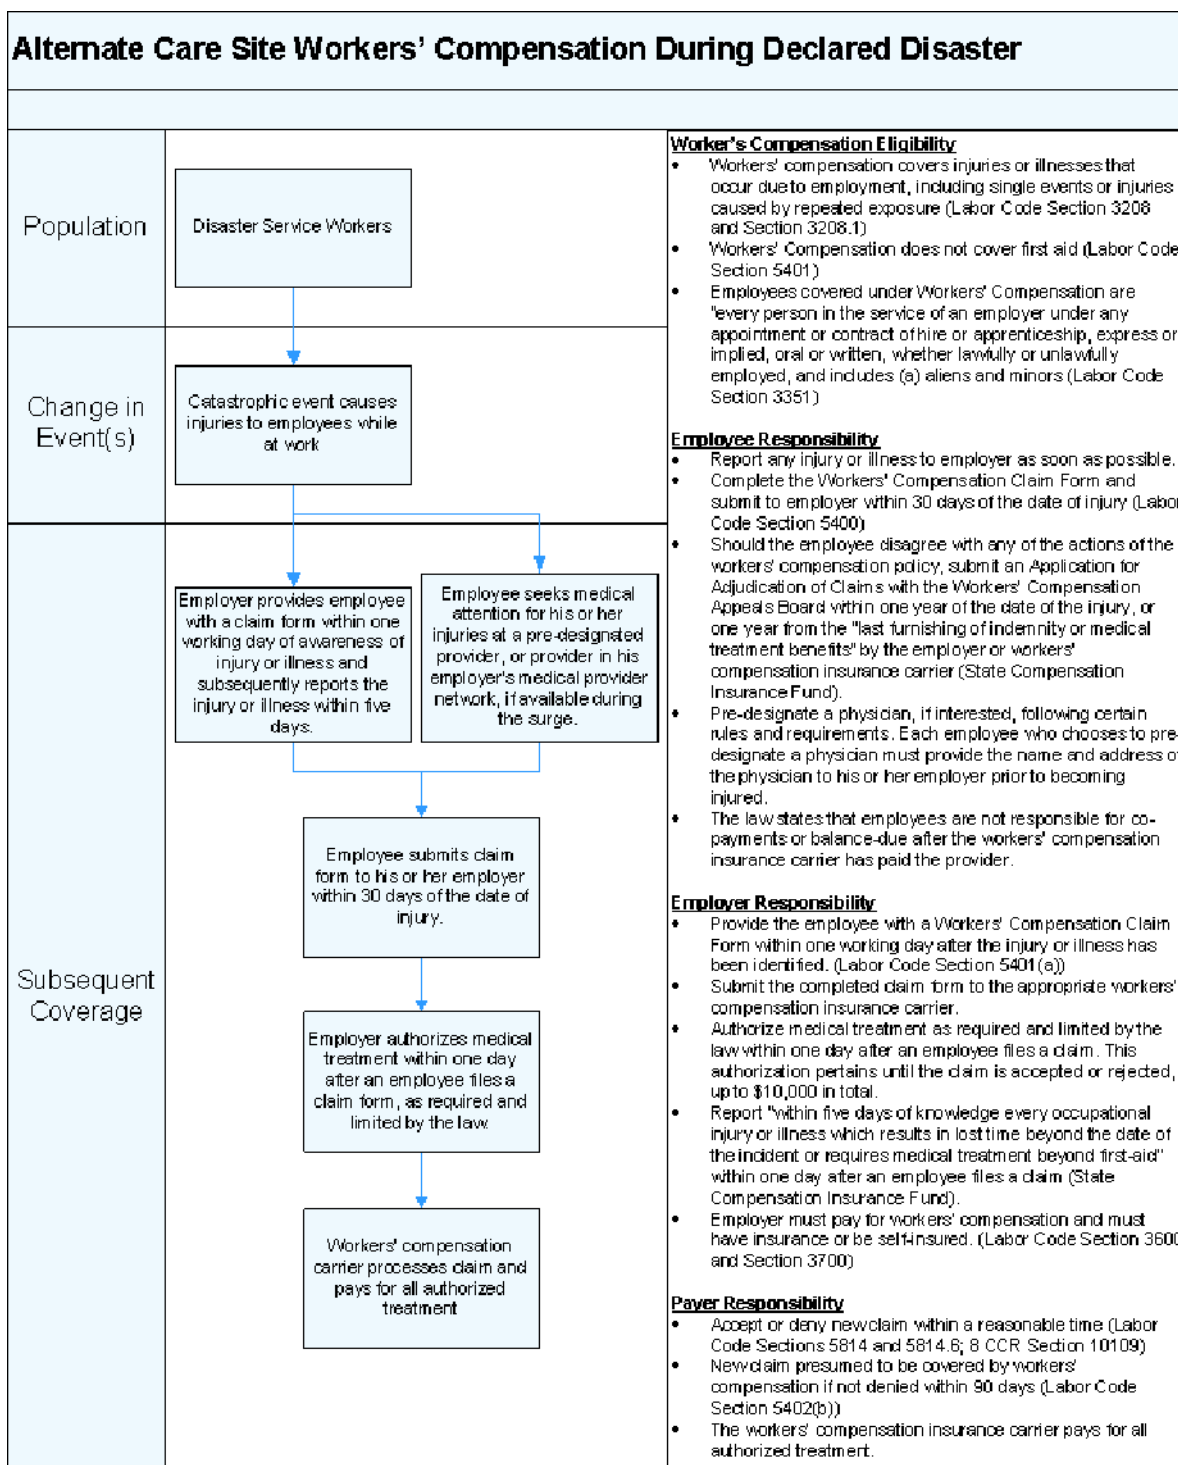 Alternate Care Site Workers' Compensation During Declared Disaster
Population
Disaster Service Workers
Change in
Event(s)
Catastrophic event causes
injuries to employees while
at work
Subsequent
Coverage
Employer provides employee
with a claim form within one
working day of awareness of
injury or illness and
subsequently reports the
injury or illness within five
days.
Employee seeks medical
attention for his or her
injuries at a pre-designated
provider, or provider in his
employer's medical provider
network, if available during
the surge.
Employee submits claim
form to his or her employer
within 30 days of the date of
injury.
Employer authorizes medical
treatment within one day
after an employee files a
claim form, as required and
limited by the law.
Workers' compensation
carrier processes claim and
pays for all authorized
treatment
Worker's Compensation Eligibility
• Workers' compensation covers injuries or illnesses that
occur due to employment, including single events or injuries
caused by repeated exposure (Labor Code Section 3208
and Section 3208.1)
• Workers' Compensation does not cover first aid (Labor Code
Section 5401)
• Employees covered under Workers' Compensation are
"every person in the service of an employer under any
appointment or contract of hire or apprenticeship, express or
implied, oral or written, whether lawfully or unlawfully
employed, and includes (a) aliens and minors (Labor Code
Section 3351)
Employee Responsibility
• Report any injury or illness to employer as soon as possible.
• Complete the Workers' Compensation Claim Form and
submit to employer within 30 days of the date of injury (Labor
Code Section 5400)
• Should the employee disagree with any of the actions of the
workers' compensation policy, submit an Application for
Adjudication of Claims with the Workers' Compensation
Appeals Board within one year of the date of the injury, or
one year from the "last furnishing of indemnity or medical
treatment benefits" by the employer or workers'
compensation insurance carrier (State Compensation
Insurance Fund).
• Pre-designate a physician, if interested, following certain
rules and requirements. Each employee who chooses to pre-
designate a physician must provide the name and address of
the physician to his or her employer prior to becoming
injured.
• The law states that employees are not responsible for co-
payments or balance-due after the workers' compensation
insurance carrier has paid the provider.
Employer Responsibility
• Provide the employee with a Workers' Compensation Claim
Form within one working day after the injury or illness has
been identified. (Labor Code Section 5401(a))
• Submit the completed claim form to the appropriate workers'
compensation insurance carrier.
• Authorize medical treatment as required and limited by the
law within one day after an employee files a claim. This
authorization pertains until the claim is accepted or rejected,
up to $10,000 in total.
• Report "within five days of knowledge every occupational
injury or illness which results in lost time beyond the date of
the incident or requires medical treatment beyond first-aid"
within one day after an employee files a claim (State
Compensation Insurance Fund).
• Employer must pay for workers' compensation and must
have insurance or be self-insured. (Labor Code Section 3600
and Section 3700)
Payer Responsibility
• Accept or deny new claim within a reasonable time (Labor
Code Sections 5814 and 5814.6; 8 CCR Section 10109)
• New claim presumed to be covered by workers'
compensation if not denied within 90 days (Labor Code
Section 5402(b))
• The workers' compensation insurance carrier pays for all
authorized treatment.